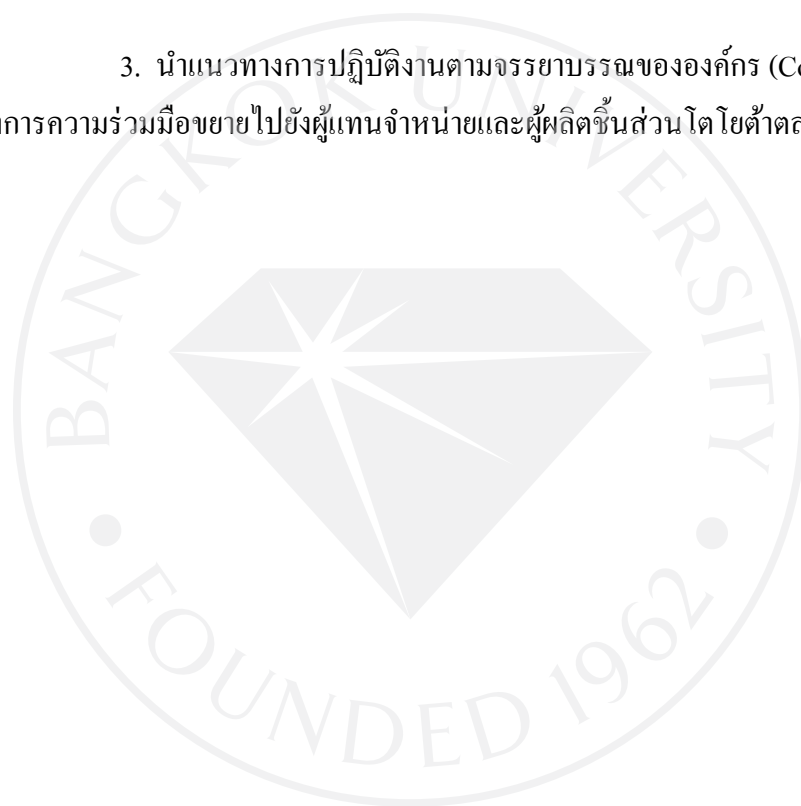 3. นำแนวทางการปฏิบัติงานตามจรรยาบรรณขององค์กร
การความร่วมมือขยายไปยังผู้แทนจำหน่ายและผู้ผลิตชิ้นส่วนโตโยต้า
BANGKOK UNIVERSITY
FOUNDED 1962